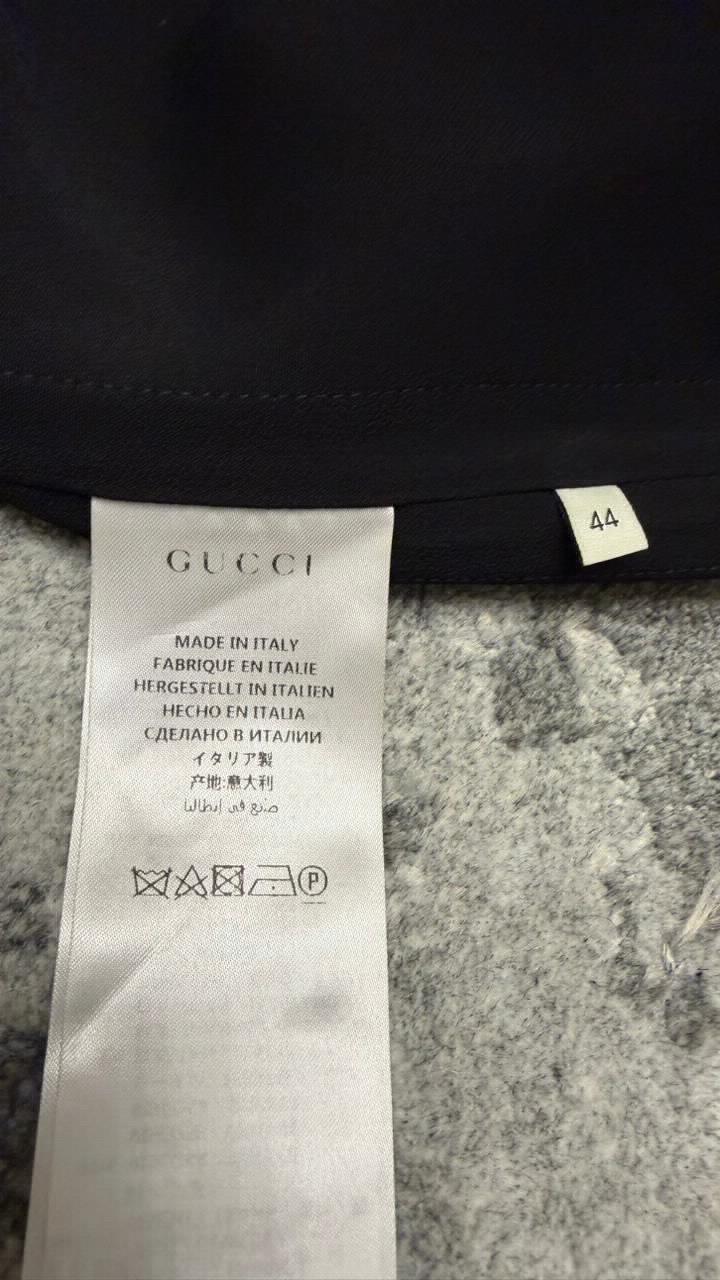 GUCCI
44
MADE IN ITALY
FABRIQUE EN ITALIE
HERGESTELLT IN ITALIEN
HECHO EN ITALIA
СДЕЛАНО В ИТАЛИИ
イタリア製
产地:意大利
صنع في إيطاليا
P